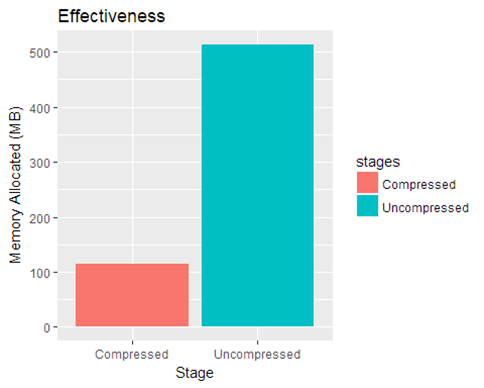 Effectiveness
Memory Allocated (MB)
500
400
300
200
100
0
Compressed
Uncompressed
Stage
stages
Compressed
Uncompressed